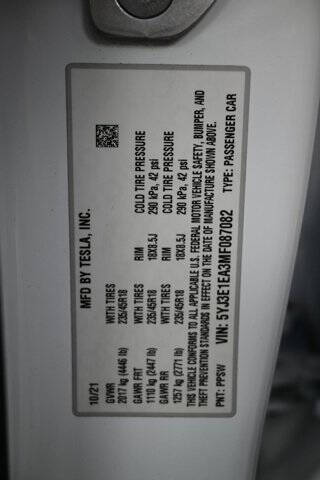 MFD BY TESLA, INC.
10/21
GVWR WITH TIRES RIM COLD TIRE PRESSURE
2017 kg (4446 lb) 235/45R18 18X8.5J 290 kPa, 42 psi
GAWR FRT WITH TIRES RIM COLD TIRE PRESSURE
1110 kg (2447 lb) 235/45R18 18X8.5J 290 kPa, 42 psi
GAWR RR
1257 kg (2771 lb)
THIS VEHICLE CONFORMS TO ALL APPLICABLE U.S. FEDERAL MOTOR VEHICLE SAFETY, BUMPER, AND
THEFT PREVENTION STANDARDS IN EFFECT ON THE DATE OF MANUFACTURE SHOWN ABOVE.
VIN: 5YJ3E1EA3MF087082
PNT: PPSW TYPE: PASSENGER CAR